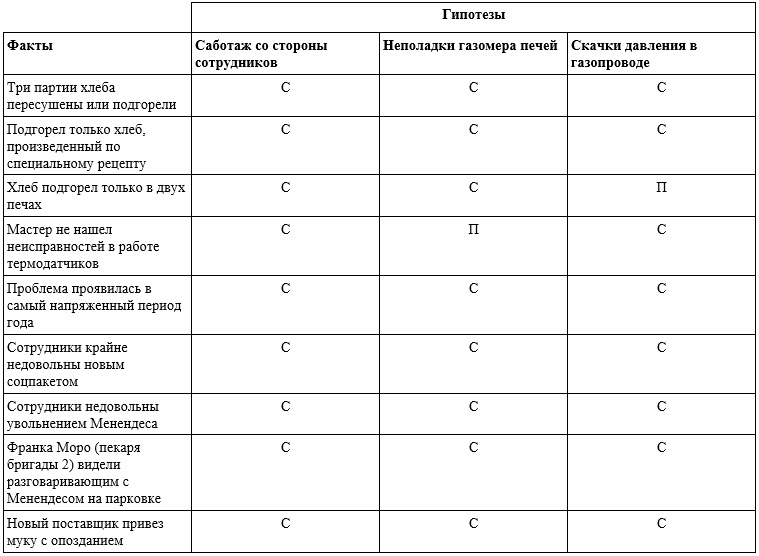 Гипотезы
Факты
Саботаж со стороны
сотрудников
Неполадки газомера печей
Скачки давления в
газопроводе
Три партии хлеба
пересушены или подгорели
С
С
С
Подгорел только хлеб,
произведенный по
специальному рецепту
С
С
С
Хлеб подгорел только в двух
печах
С
С
П
Мастер не нашел
неисправностей в работе
термодатчиков
С
П
С
Проблема проявилась в
самый напряженный период
года
С
С
С
Сотрудники крайне
недовольны новым
соцпакетом
С
С
С
Сотрудники недовольны
увольнением Менендеса
С
С
С
Франка Моро (пекаря
бригады 2) видели
разговаривающим с
Менендесом на парковке
С
С
С
Новый поставщик привез
муку с опозданием
С
С
С